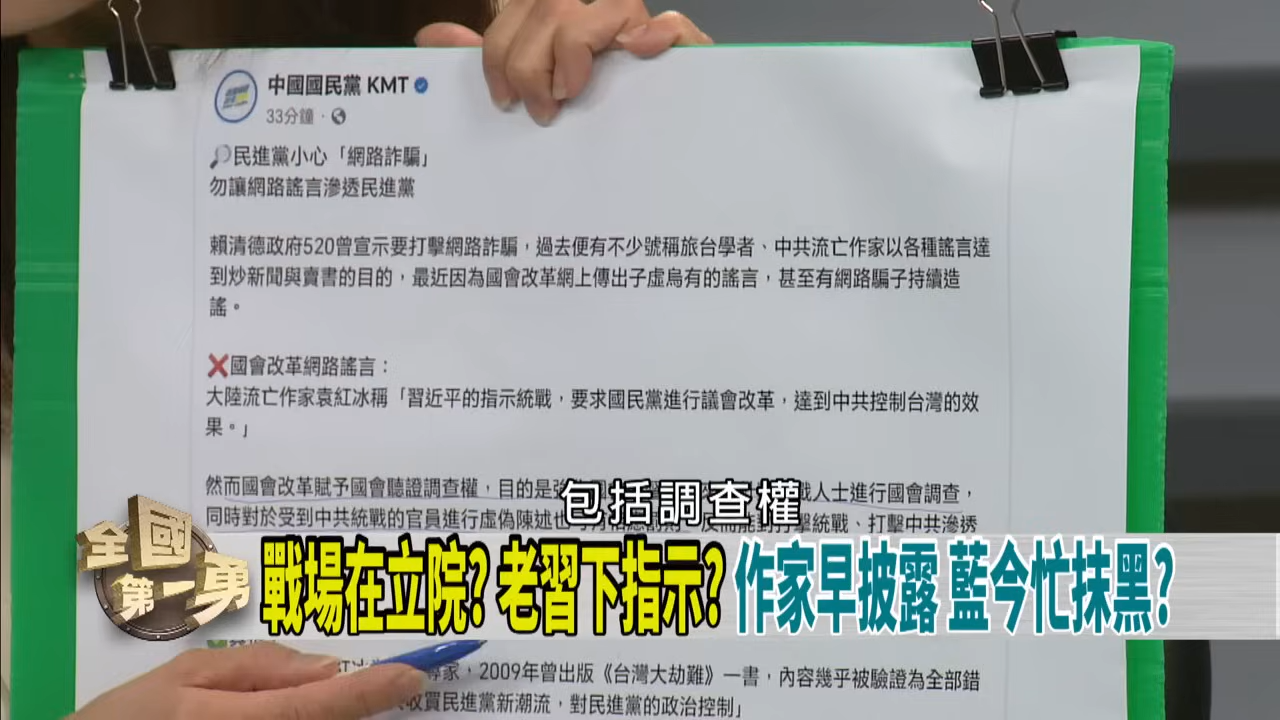 中國國民黨 KMT
33分鐘 ·
民進黨小心「網路詐騙」
勿讓網路謠言滲透民進黨
賴清德政府520曾宣示要打擊網路詐騙，過去便有不少號稱旅台學者、中共流亡作家以各種謠言達
到炒新聞與賣書的目的，最近因為國會改革網上傳出子虛烏有的謠言，甚至有網路騙子持續造
謠。
❌國會改革網路謠言：
大陸流亡作家袁紅冰稱「習近平的指示統戰，要求國民黨進行議會改革，達到中共控制台灣的效
果。」
然而國會改革賦予國會聽證調查權，目的是 人士進行國會調查，
包括調查權
同時對於受到中共統戰的官員進行虛偽陳述也 統戰、打擊中共滲透
全國第一勇
戰場在立院? 老習下指示? 作家早披露 藍今忙抹黑?
，2009年曾出版《台灣大劫難》一書，內容幾乎被驗證為全部錯
收買民進黨新潮流，對民進黨的政治控制」